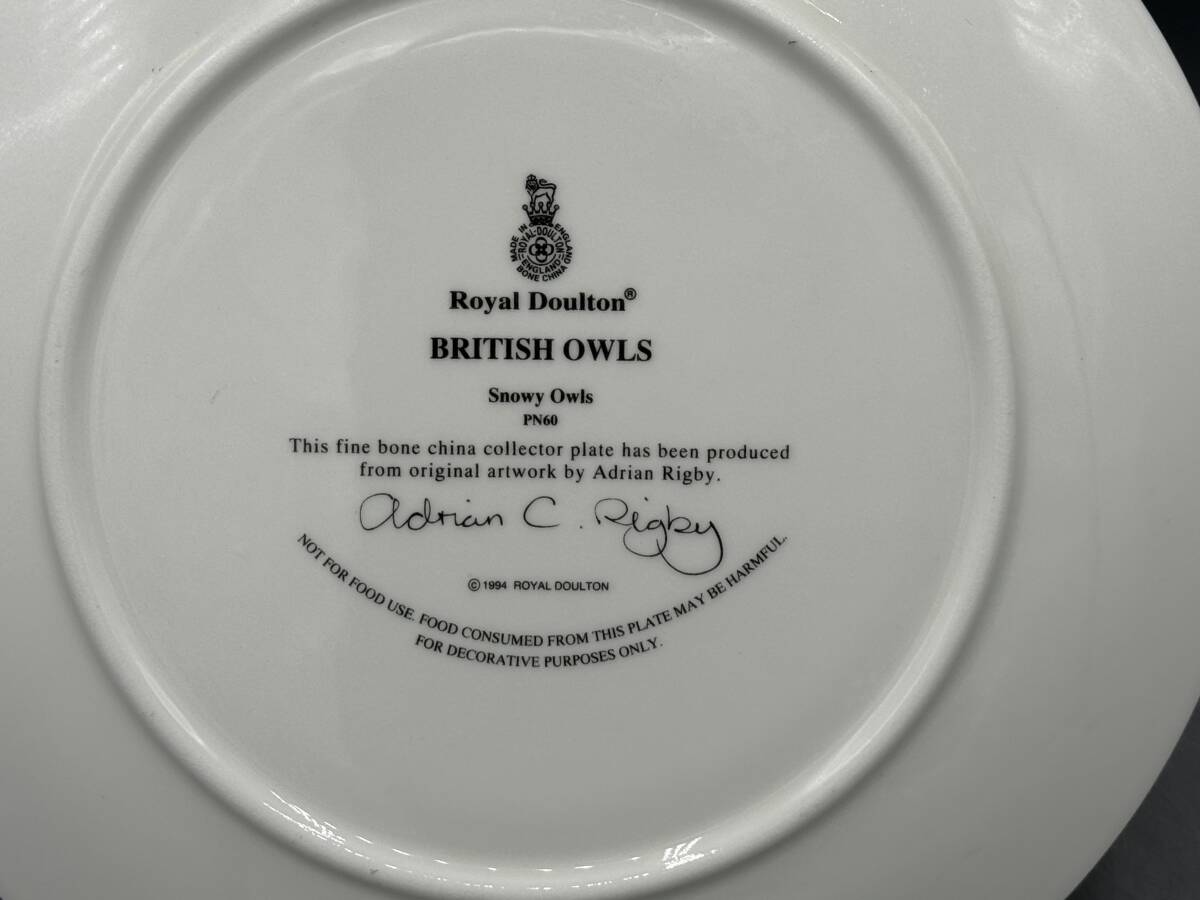 MADE IN ENGLAND
ROYAL-DOULTON
ENGLAND
BONE CHINA
Royal Doulton®
BRITISH OWLS
Snowy Owls
PN60
This fine bone china collector plate has been produced
from original artwork by Adrian Rigby.
Adrian C. Rigby
© 1994 ROYAL DOULTON
NOT FOR FOOD USE. FOOD CONSUMED FROM THIS PLATE MAY BE HARMFUL.
FOR DECORATIVE PURPOSES ONLY.